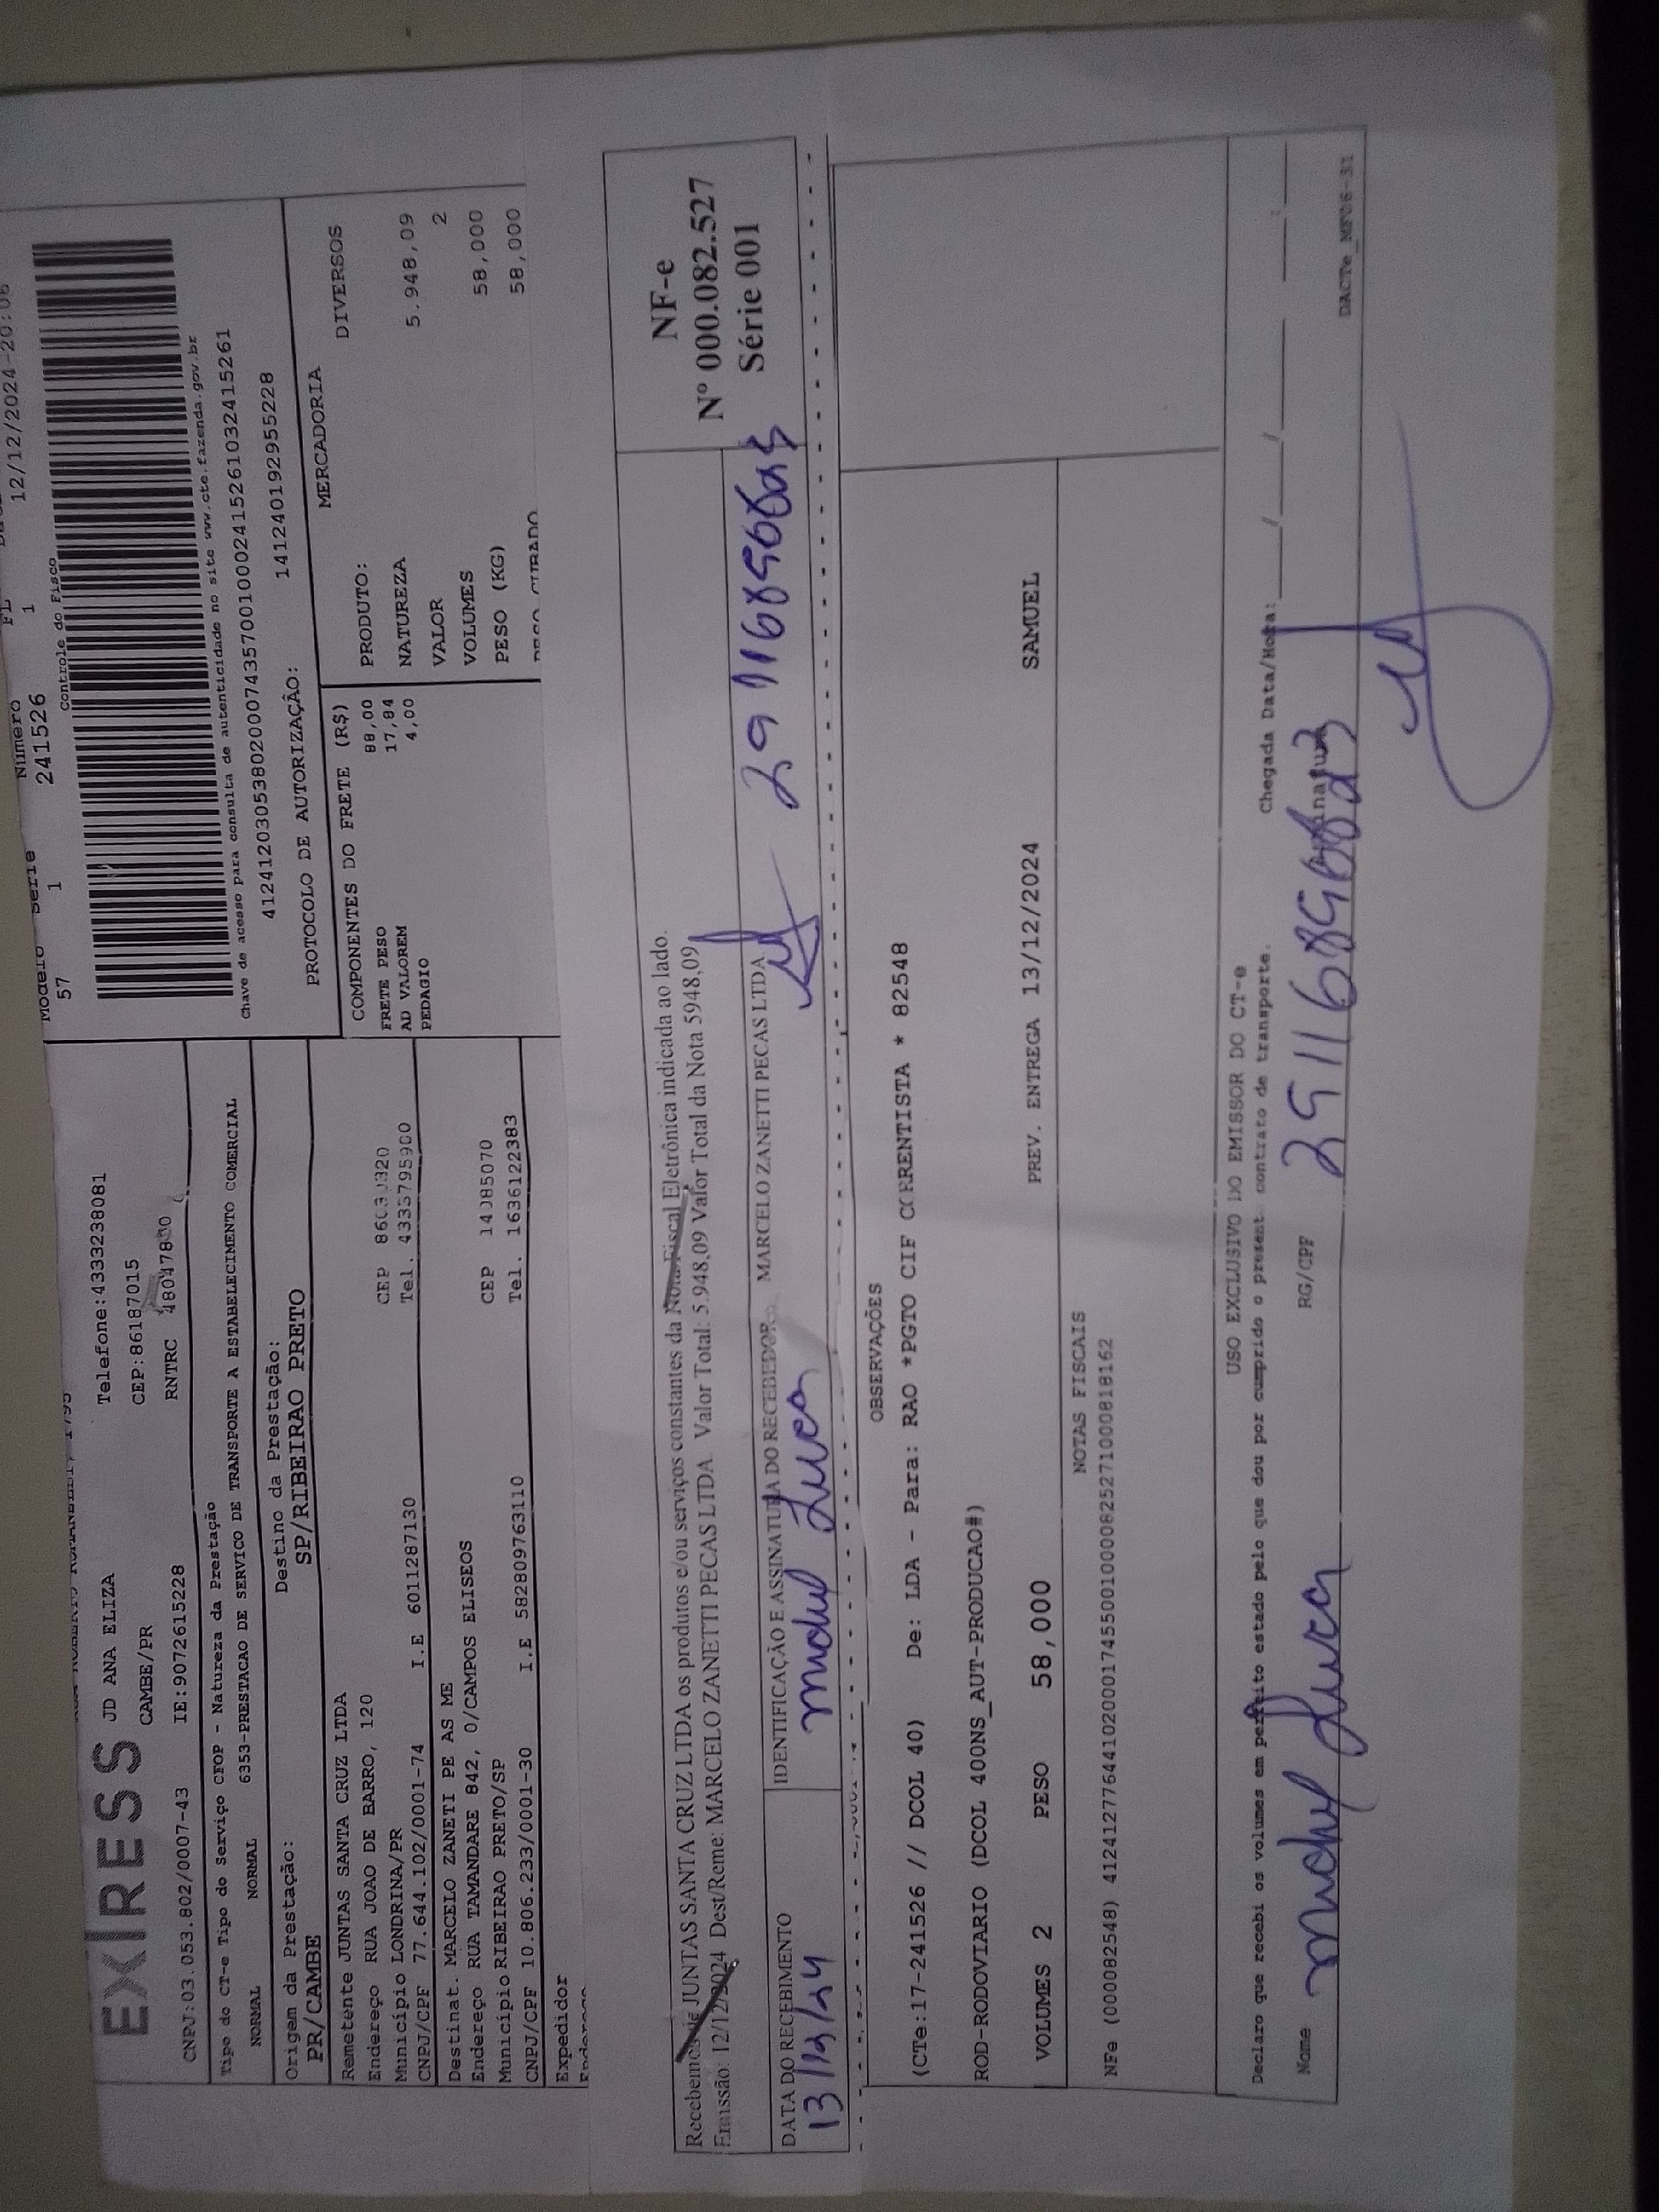 Modelo Serie Número FL
57 1 241526 1 12/12/2024-20:06
Controle do Fisco
Chave de acesso para consulta de autenticidade no site www.cte.fazenda.gov.br
41241203053802000743570010002415261032415261
PROTOCOLO DE AUTORIZAÇÃO: 141240192955228
EXPRESS
JD ANA ELIZA Telefone:4333238081
CAMBE/PR CEP:86187015
CNPJ:03.053.802/0007-43 IE:9072615228 RNTRC
Tipo do CT-e Tipo do Serviço CFOP - Natureza da Prestação
NORMAL NORMAL 6353-PRESTACAO DE SERVICO DE TRANSPORTE A ESTABELECIMENTO COMERCIAL
Origem da Prestação: Destino da Prestação:
PR/CAMBE SP/RIBEIRAO PRETO
Remetente JUNTAS SANTA CRUZ LTDA
Endereço RUA JOAO DE BARRO, 120 CEP
Município LONDRINA/PR Tel. 4333795900
CNPJ/CPF 77.644.102/0001-74 I.E 6011287130
Destinat. MARCELO ZANETI PE AS ME
Endereço RUA TAMANDARE 842, 0/CAMPOS ELISEOS CEP 14085070
Município RIBEIRAO PRETO/SP Tel. 1636122383
CNPJ/CPF 10.806.233/0001-30 I.E 582809763110
Expedidor
Endereço
COMPONENTES DO FRETE (R$)
FRETE PESO 88,00
AD VALOREM 17,84
PEDAGIO 4,00
MERCADORIA
PRODUTO: DIVERSOS
NATUREZA
VALOR 5.948,09
VOLUMES 2
PESO (KG) 58,000
58,000
Recebemos de JUNTAS SANTA CRUZ LTDA os produtos e/ou serviços constantes da Nota Fiscal Eletrônica indicada ao lado.
Emissão: 12/12/2024 Dest/Reme: MARCELO ZANETTI PECAS LTDA Valor Total: 5.948,09 Valor Total da Nota 5948,09
DATA DO RECEBIMENTO IDENTIFICAÇÃO E ASSINATURA DO RECEBEDOR MARCELO ZANETTI PECAS LTDA
13/12/24
NF-e
Nº 000.082.527
Série 001
OBSERVAÇÕES
(CTe:17-241526 // DCOL 40) De: LDA - Para: RAO *PGTO CIF CORRENTISTA * 82548
ROD-RODOVIARIO (DCOL 400NS_AUT-PRODUCAO#)
VOLUMES 2 PESO 58,000 PREV. ENTREGA 13/12/2024 SAMUEL
NOTAS FISCAIS
NFe (000082548) 41241277644102000174550010000825271000818162
USO EXCLUSIVO DO EMISSOR DO CT-e
Declaro que recebi os volumes em perfeito estado pelo que dou por cumprido o presente contrato de transporte.
Chegada Data/Hora: ___/___/___ ___:___
Nome RG/CPF Assinatura
DACTe_MF06-31